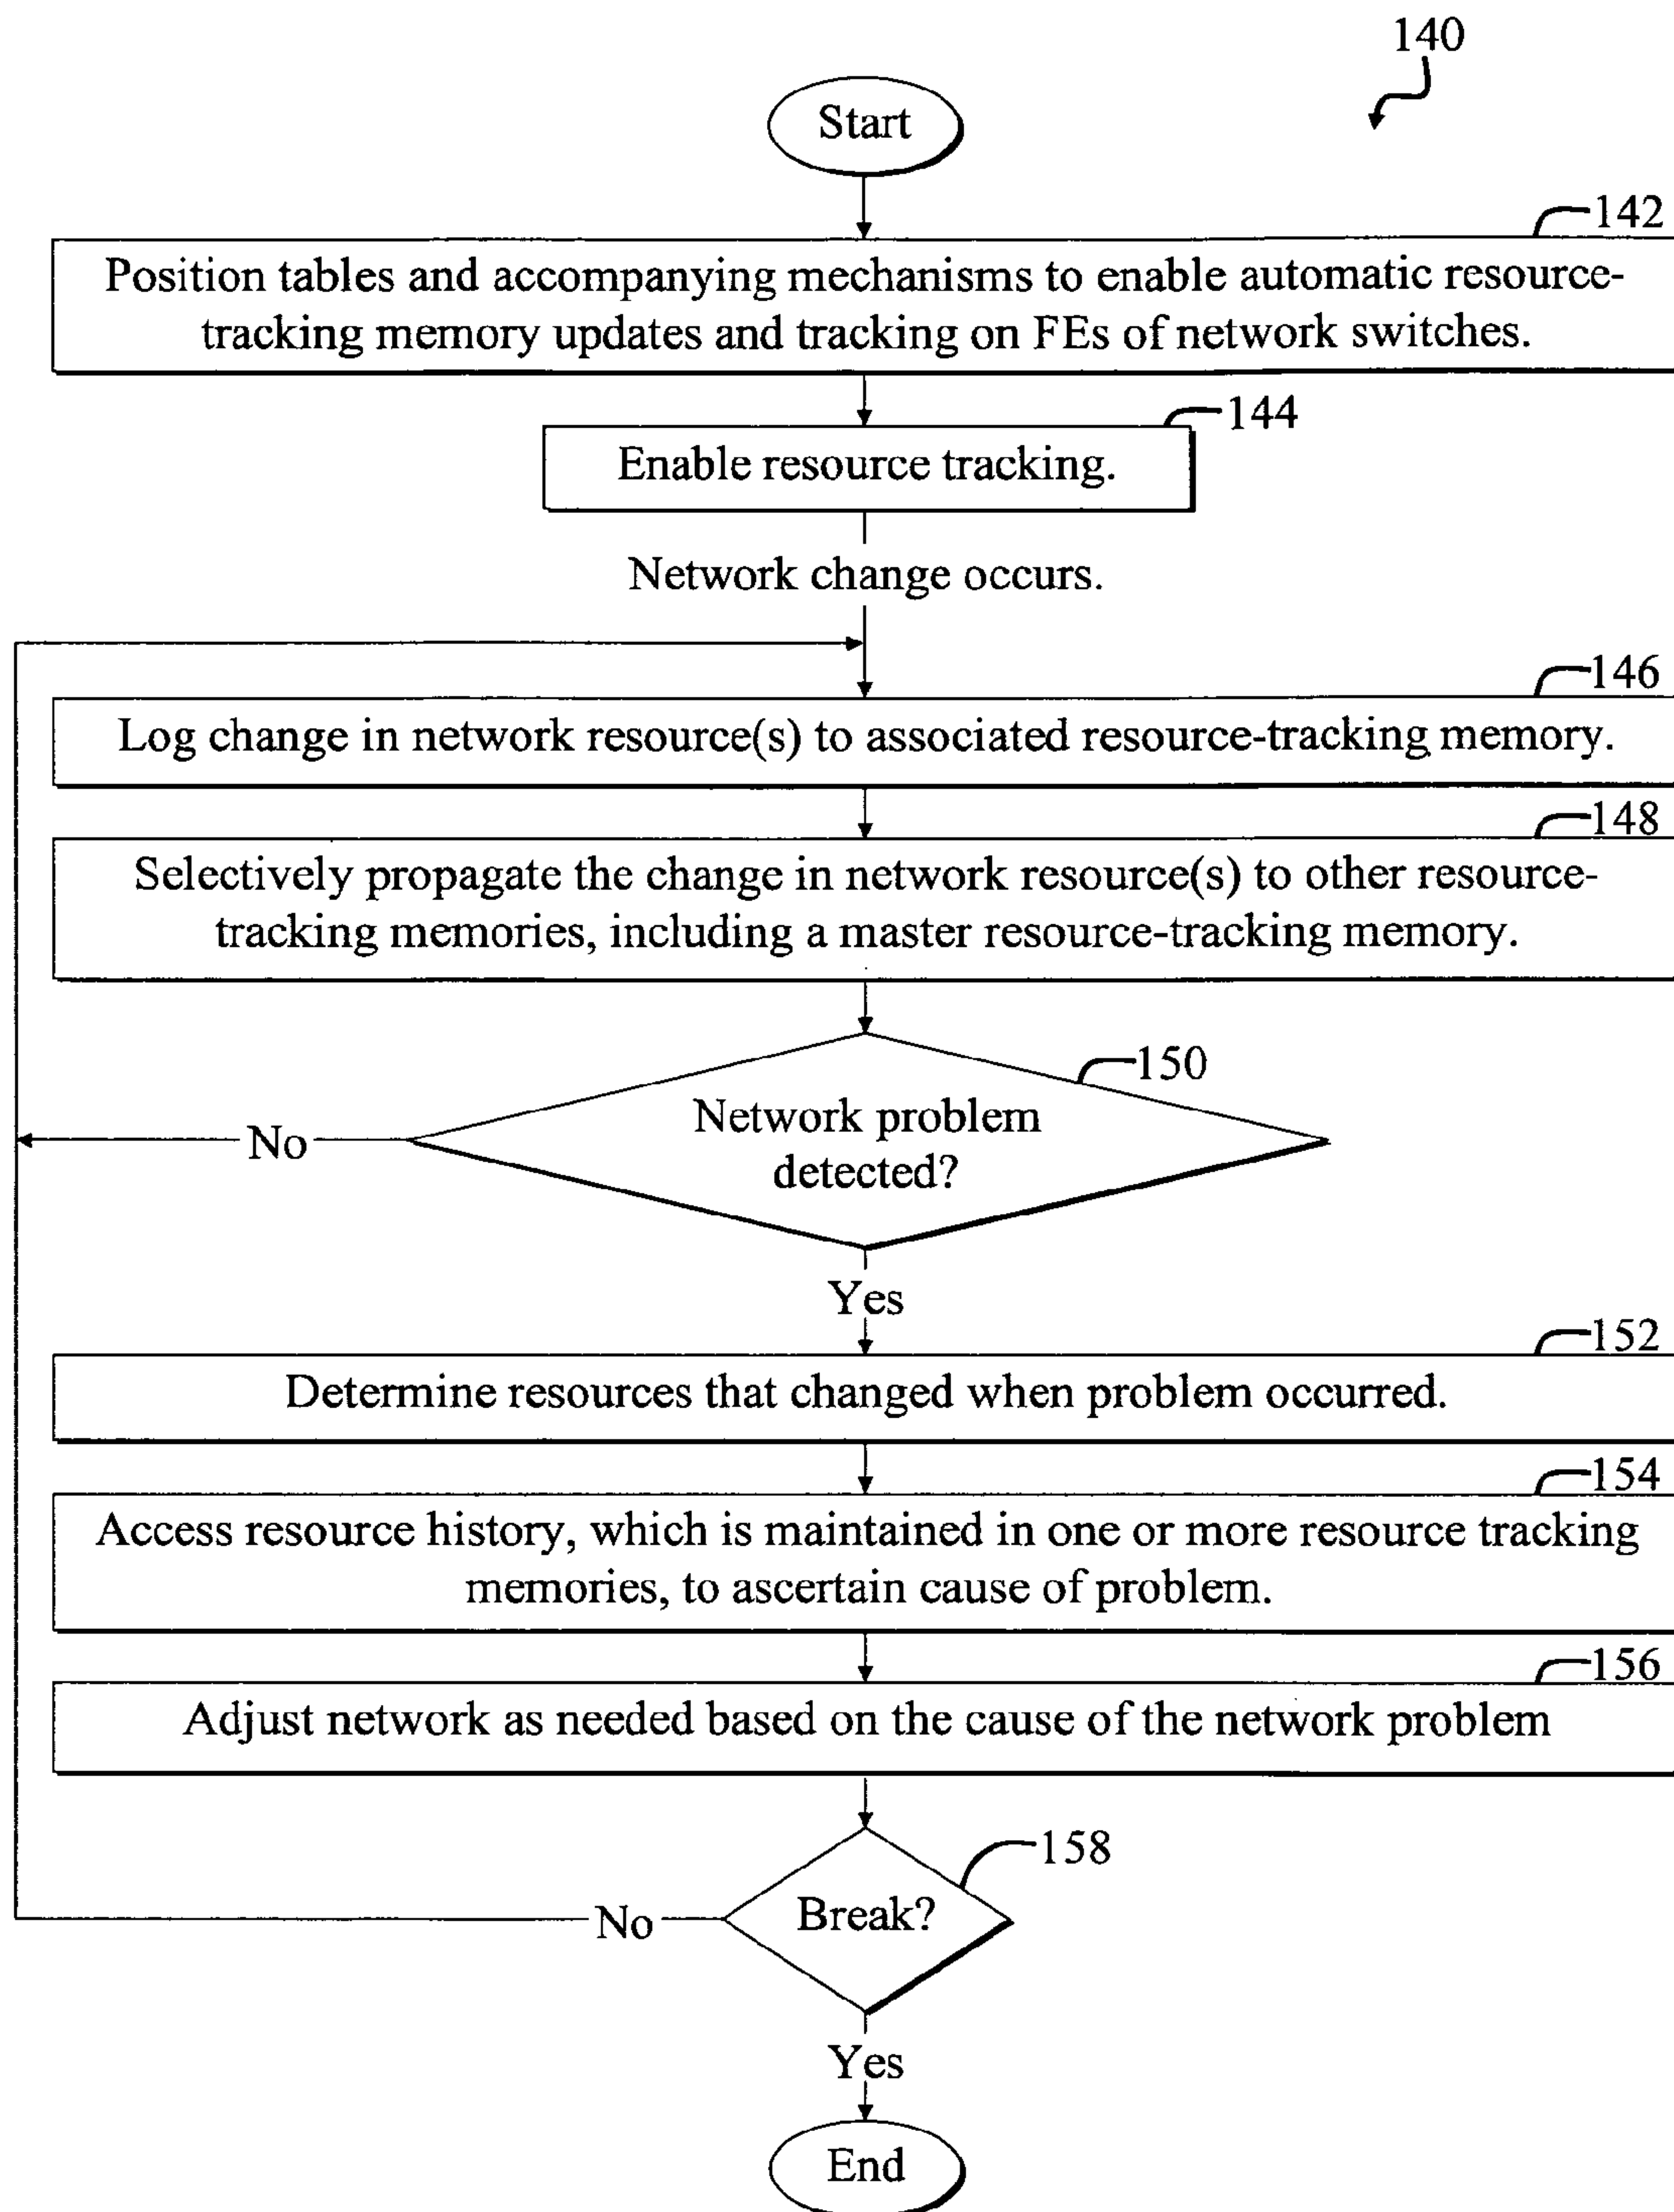 140
Start
142
Position tables and accompanying mechanisms to enable automatic resource-
tracking memory updates and tracking on FEs of network switches.
144
Enable resource tracking.
Network change occurs.
146
Log change in network resource(s) to associated resource-tracking memory.
148
Selectively propagate the change in network resource(s) to other resource-
tracking memories, including a master resource-tracking memory.
150
Network problem
detected?
No
Yes
152
Determine resources that changed when problem occurred.
154
Access resource history, which is maintained in one or more resource tracking
memories, to ascertain cause of problem.
156
Adjust network as needed based on the cause of the network problem
158
Break?
No
Yes
End